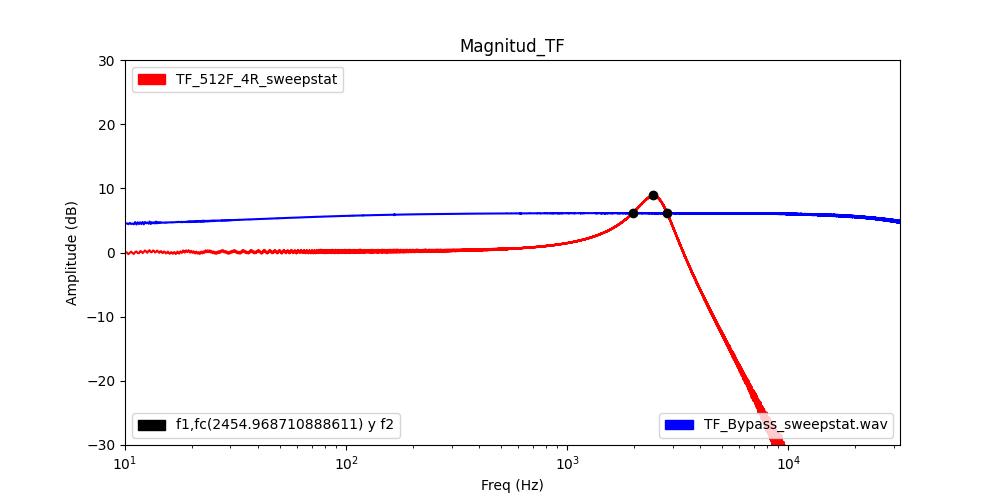 Magnitud_TF
30
20
10
0
−10
−20
−30
Amplitude (dB)
TF_512F_4R_sweepstat
f1,fc(2454.968710888611) y f2
TF_Bypass_sweepstat.wav
10¹
10²
10³
10⁴
Freq (Hz)